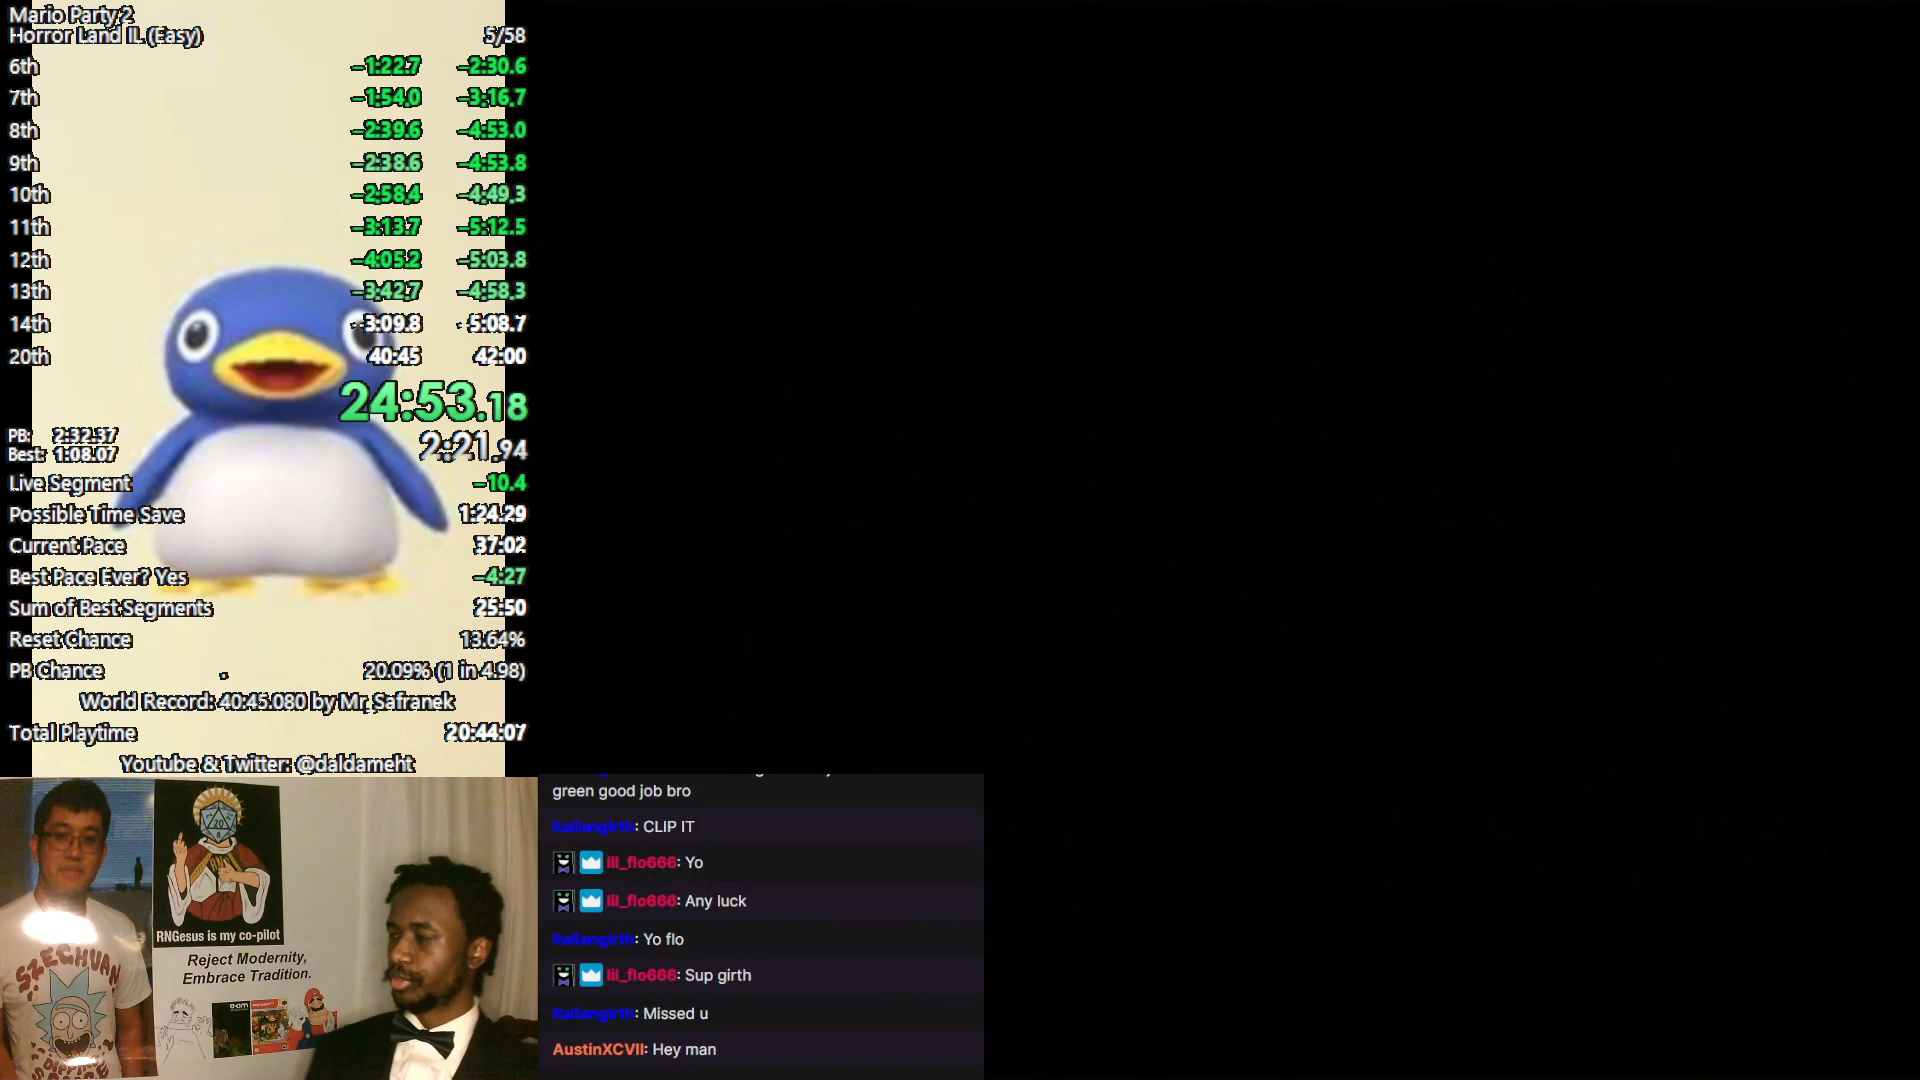 Mario Party 2
Horror Land IL (Easy) 5/58
6th -1:22.7 -2:30.6
7th -1:54.0 -3:16.7
8th -2:39.6 -4:53.0
9th -2:38.6 -4:53.8
10th -2:58.4 -4:49.3
11th -3:13.7 -5:12.5
12th -4:05.2 -5:03.8
13th -3:42.7 -4:58.3
14th -3:09.8 -5:08.7
20th 40:45 42:00
24:53.18
PB: 2:32.37 2:21.94
Best: 1:08.07
Live Segment -10.4
Possible Time Save 1:24.29
Current Pace 37:02
Best Pace Ever? Yes -4:27
Sum of Best Segments 25:50
Reset Chance 13.64%
PB Chance 20.09% (1 in 4.98)
World Record: 40:45.080 by Mr_Safranek
Total Playtime 20:44:07
Youtube & Twitter: @daldameht
20
8
RNGesus is my co-pilot
Reject Modernity,
Embrace Tradition.
SZECHUAN
DIPPIN
green good job bro
italiangirth: CLIP IT
lil_flo666: Yo
lil_flo666: Any luck
italiangirth: Yo flo
lil_flo666: Sup girth
italiangirth: Missed u
AustinXCVII: Hey man